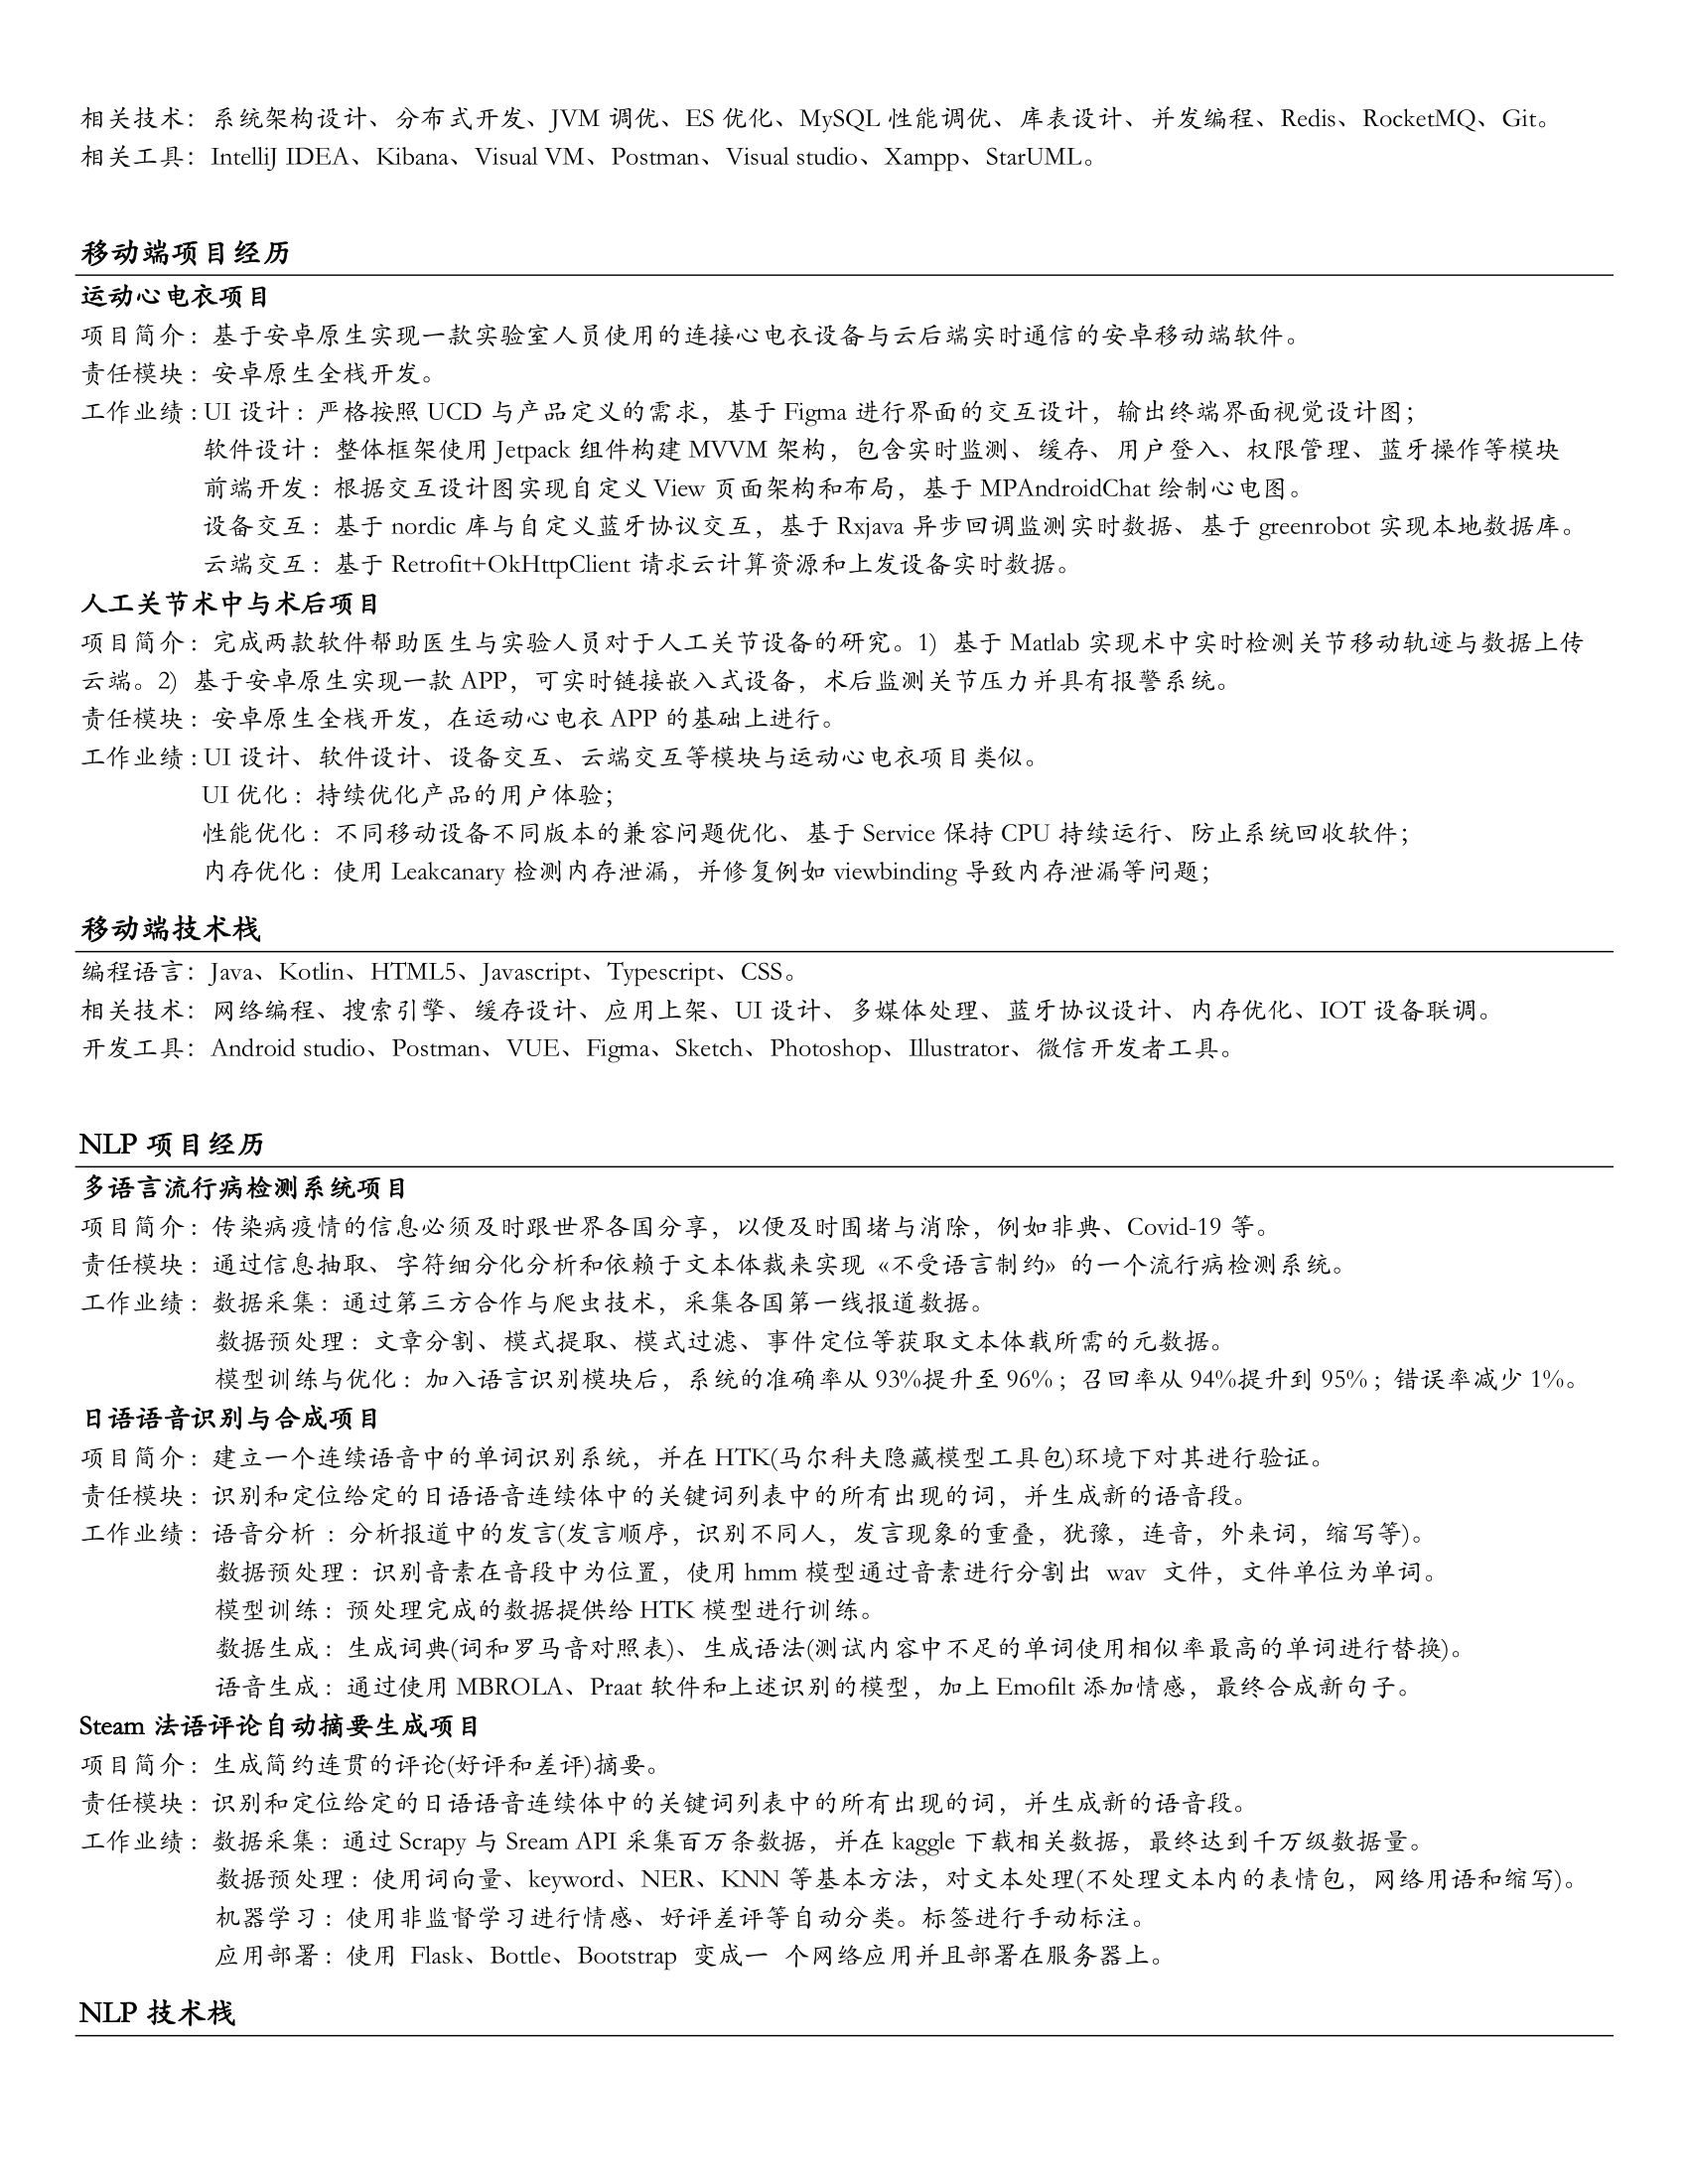 相关技术：系统架构设计、分布式开发、JVM 调优、ES 优化、MySQL 性能调优、库表设计、并发编程、Redis、RocketMQ、Git。
相关工具：IntelliJ IDEA、Kibana、Visual VM、Postman、Visual studio、Xampp、StarUML。
移动端项目经历
运动心电衣项目
项目简介：基于安卓原生实现一款实验室人员使用的连接心电衣设备与云后端实时通信的安卓移动端软件。
责任模块：安卓原生全栈开发。
工作业绩：UI 设计：严格按照 UCD 与产品定义的需求，基于 Figma 进行界面的交互设计，输出终端界面视觉设计图；
软件设计：整体框架使用 Jetpack 组件构建 MVVM 架构，包含实时监测、缓存、用户登入、权限管理、蓝牙操作等模块
前端开发：根据交互设计图实现自定义 View 页面架构和布局，基于 MPAndroidChat 绘制心电图。
设备交互：基于 nordic 库与自定义蓝牙协议交互，基于 Rxjava 异步回调监测实时数据、基于 greenrobot 实现本地数据库。
云端交互：基于 Retrofit+OkHttpClient 请求云计算资源和上发设备实时数据。
人工关节术中与术后项目
项目简介：完成两款软件帮助医生与实验人员对于人工关节设备的研究。1) 基于 Matlab 实现术中实时检测关节移动轨迹与数据上传
云端。2) 基于安卓原生实现一款 APP，可实时链接嵌入式设备，术后监测关节压力并具有报警系统。
责任模块：安卓原生全栈开发，在运动心电衣 APP 的基础上进行。
工作业绩：UI 设计、软件设计、设备交互、云端交互等模块与运动心电衣项目类似。
UI 优化：持续优化产品的用户体验；
性能优化：不同移动设备不同版本的兼容问题优化、基于 Service 保持 CPU 持续运行、防止系统回收软件；
内存优化：使用 Leakcanary 检测内存泄漏，并修复例如 viewbinding 导致内存泄漏等问题；
移动端技术栈
编程语言：Java、Kotlin、HTML5、Javascript、Typescript、CSS。
相关技术：网络编程、搜索引擎、缓存设计、应用上架、UI 设计、多媒体处理、蓝牙协议设计、内存优化、IOT 设备联调。
开发工具：Android studio、Postman、VUE、Figma、Sketch、Photoshop、Illustrator、微信开发者工具。
NLP 项目经历
多语言流行病检测系统项目
项目简介：传染病疫情的信息必须及时跟世界各国分享，以便及时围堵与消除，例如非典、Covid-19 等。
责任模块：通过信息抽取、字符细分化分析和依赖于文本体裁来实现 «不受语言制约» 的一个流行病检测系统。
工作业绩：数据采集：通过第三方合作与爬虫技术，采集各国第一线报道数据。
数据预处理：文章分割、模式提取、模式过滤、事件定位等获取文本体载所需的元数据。
模型训练与优化：加入语言识别模块后，系统的准确率从 93%提升至 96%；召回率从 94%提升到 95%；错误率减少 1%。
日语语音识别与合成项目
项目简介：建立一个连续语音中的单词识别系统，并在 HTK(马尔科夫隐藏模型工具包)环境下对其进行验证。
责任模块：识别和定位给定的日语语音连续体中的关键词列表中的所有出现的词，并生成新的语音段。
工作业绩：语音分析 ：分析报道中的发言(发言顺序，识别不同人，发言现象的重叠，犹豫，连音，外来词，缩写等)。
数据预处理：识别音素在音段中为位置，使用 hmm 模型通过音素进行分割出 wav 文件，文件单位为单词。
模型训练：预处理完成的数据提供给 HTK 模型进行训练。
数据生成：生成词典(词和罗马音对照表)、生成语法(测试内容中不足的单词使用相似率最高的单词进行替换)。
语音生成：通过使用 MBROLA、Praat 软件和上述识别的模型，加上 Emofilt 添加情感，最终合成新句子。
Steam 法语评论自动摘要生成项目
项目简介：生成简约连贯的评论(好评和差评)摘要。
责任模块：识别和定位给定的日语语音连续体中的关键词列表中的所有出现的词，并生成新的语音段。
工作业绩：数据采集：通过 Scrapy 与 Sream API 采集百万条数据，并在 kaggle 下载相关数据，最终达到千万级数据量。
数据预处理：使用词向量、keyword、NER、KNN 等基本方法，对文本处理(不处理文本内的表情包，网络用语和缩写)。
机器学习：使用非监督学习进行情感、好评差评等自动分类。标签进行手动标注。
应用部署：使用 Flask、Bottle、Bootstrap 变成一 个网络应用并且部署在服务器上。
NLP 技术栈